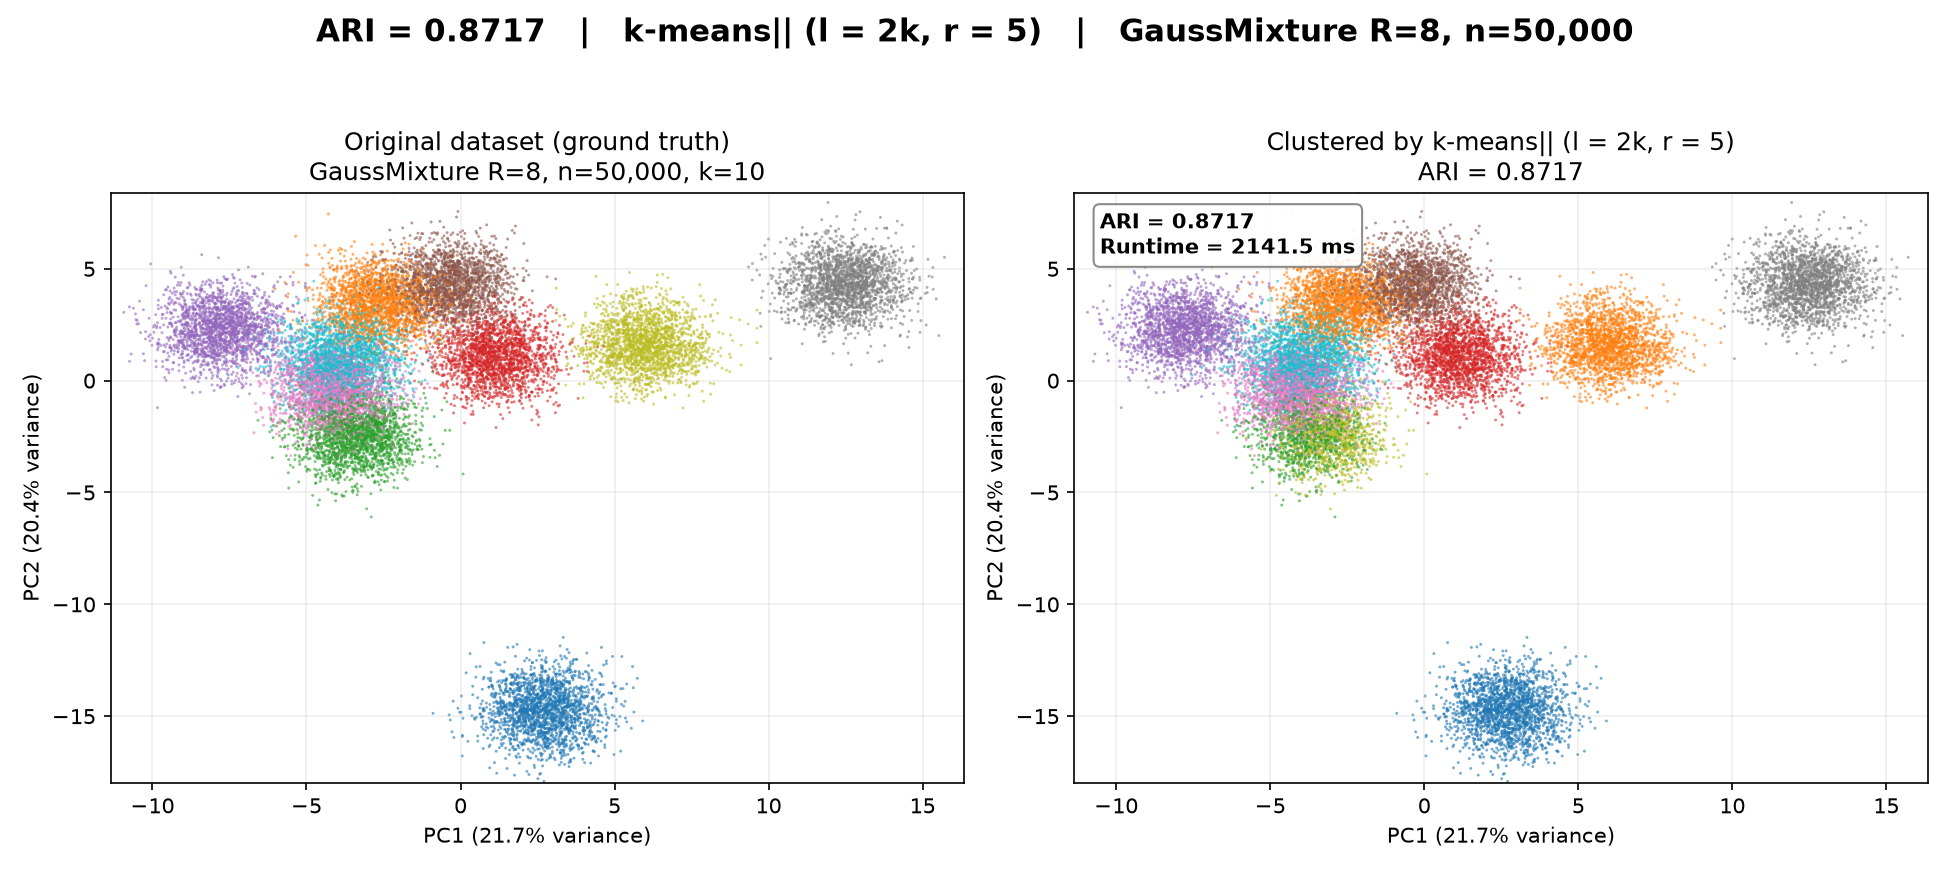 ARI = 0.8717 | k-means|| (l = 2k, r = 5) | GaussMixture R=8, n=50,000
Original dataset (ground truth)
GaussMixture R=8, n=50,000, k=10
5
0
−5
−10
−15
PC2 (20.4% variance)
−10 −5 0 5 10 15
PC1 (21.7% variance)
Clustered by k-means|| (l = 2k, r = 5)
ARI = 0.8717
ARI = 0.8717
Runtime = 2141.5 ms
5
0
−5
−10
−15
PC2 (20.4% variance)
−10 −5 0 5 10 15
PC1 (21.7% variance)